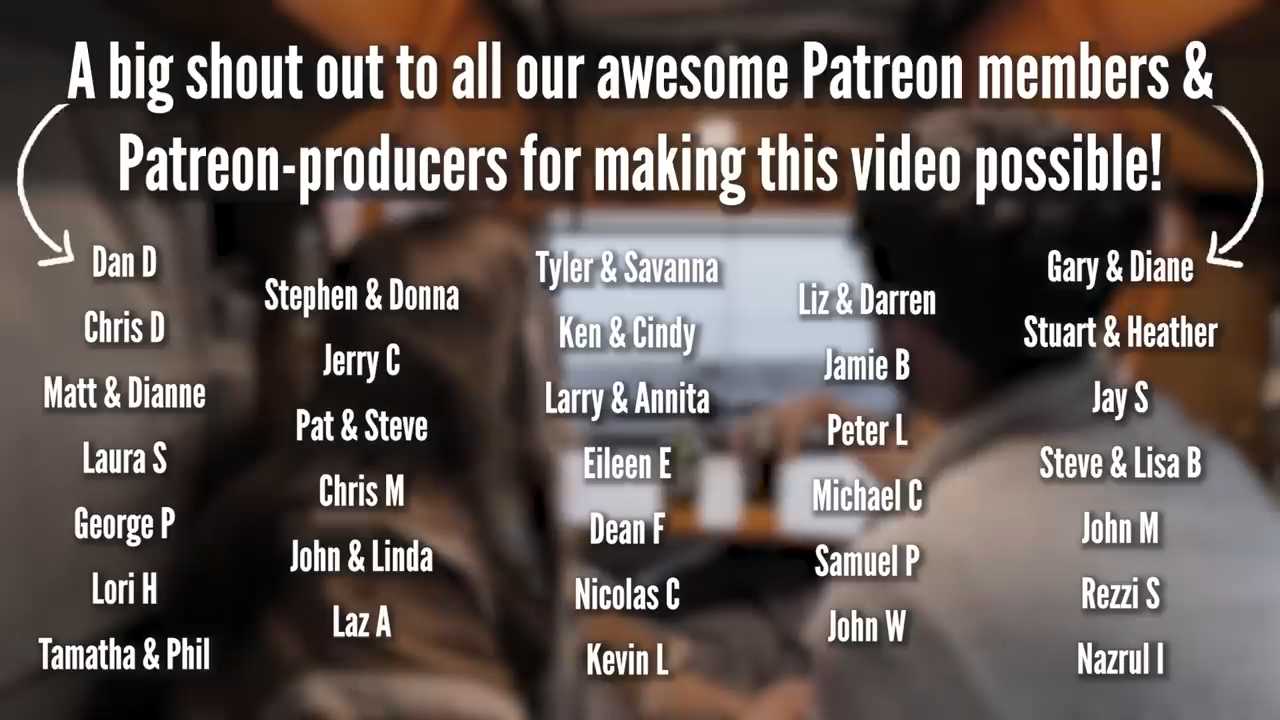 A big shout out to all our awesome Patreon members &
Patreon-producers for making this video possible!
Dan D
Chris D
Matt & Dianne
Laura S
George P
Lori H
Tamatha & Phil
Stephen & Donna
Jerry C
Pat & Steve
Chris M
John & Linda
Laz A
Tyler & Savanna
Ken & Cindy
Larry & Annita
Eileen E
Dean F
Nicolas C
Kevin L
Liz & Darren
Jamie B
Peter L
Michael C
Samuel P
John W
Gary & Diane
Stuart & Heather
Jay S
Steve & Lisa B
John M
Rezzi S
Nazrul I